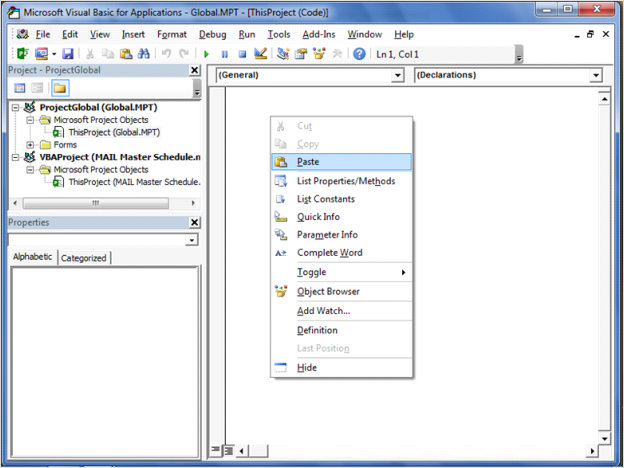 Microsoft Visual Basic for Applications - Global.MPT - [ThisProject (Code)]
File Edit View Insert Format Debug Run Tools Add-Ins Window Help
Ln 1, Col 1
Project - ProjectGlobal
(General) (Declarations)
ProjectGlobal (Global.MPT)
Microsoft Project Objects
ThisProject (Global.MPT)
Forms
VBAProject (MAIL Master Schedule.n
Microsoft Project Objects
ThisProject (MAIL Master Schedule.
Properties
Alphabetic Categorized
Cut
Copy
Paste
List Properties/Methods
List Constants
Quick Info
Parameter Info
Complete Word
Toggle
Object Browser
Add Watch...
Definition
Last Position
Hide